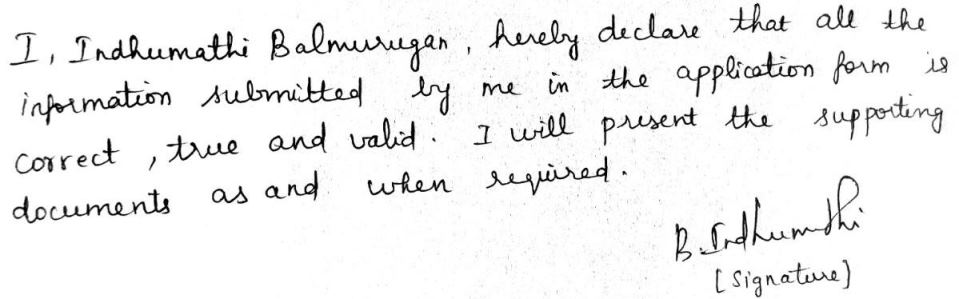 I, Indhumathi Balmurugan, hereby declare that all the
information submitted by me in the application form is
correct, true and valid. I will present the supporting
documents as and when required.
B. Indhumathi
[Signature]